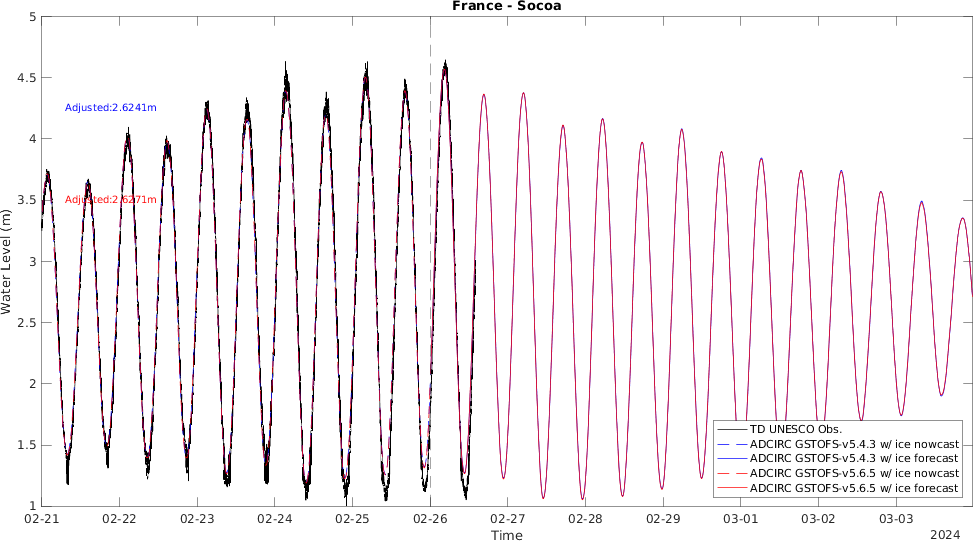 France - Socoa
5
4.5
4
3.5
3
2.5
2
1.5
1
Water Level (m)
Adjusted:2.6241m
Adjusted:2.6271m
TD UNESCO Obs.
ADCIRC GSTOFS-v5.4.3 w/ ice nowcast
ADCIRC GSTOFS-v5.4.3 w/ ice forecast
ADCIRC GSTOFS-v5.6.5 w/ ice nowcast
ADCIRC GSTOFS-v5.6.5 w/ ice forecast
02-21 02-22 02-23 02-24 02-25 02-26 02-27 02-28 02-29 03-01 03-02 03-03
Time
2024